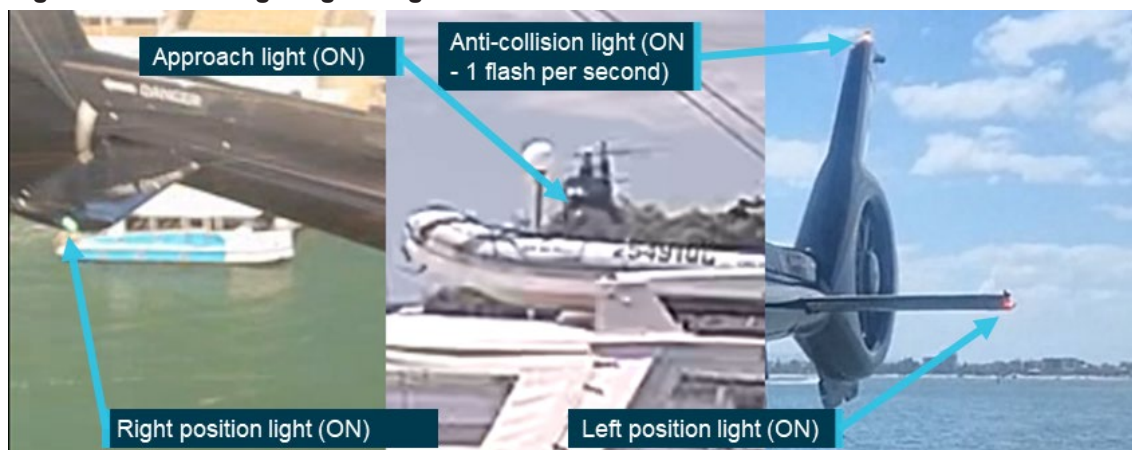 Approach light (ON)
Anti-collision light (ON
- 1 flash per second)
DANGER
Right position light (ON)
Left position light (ON)